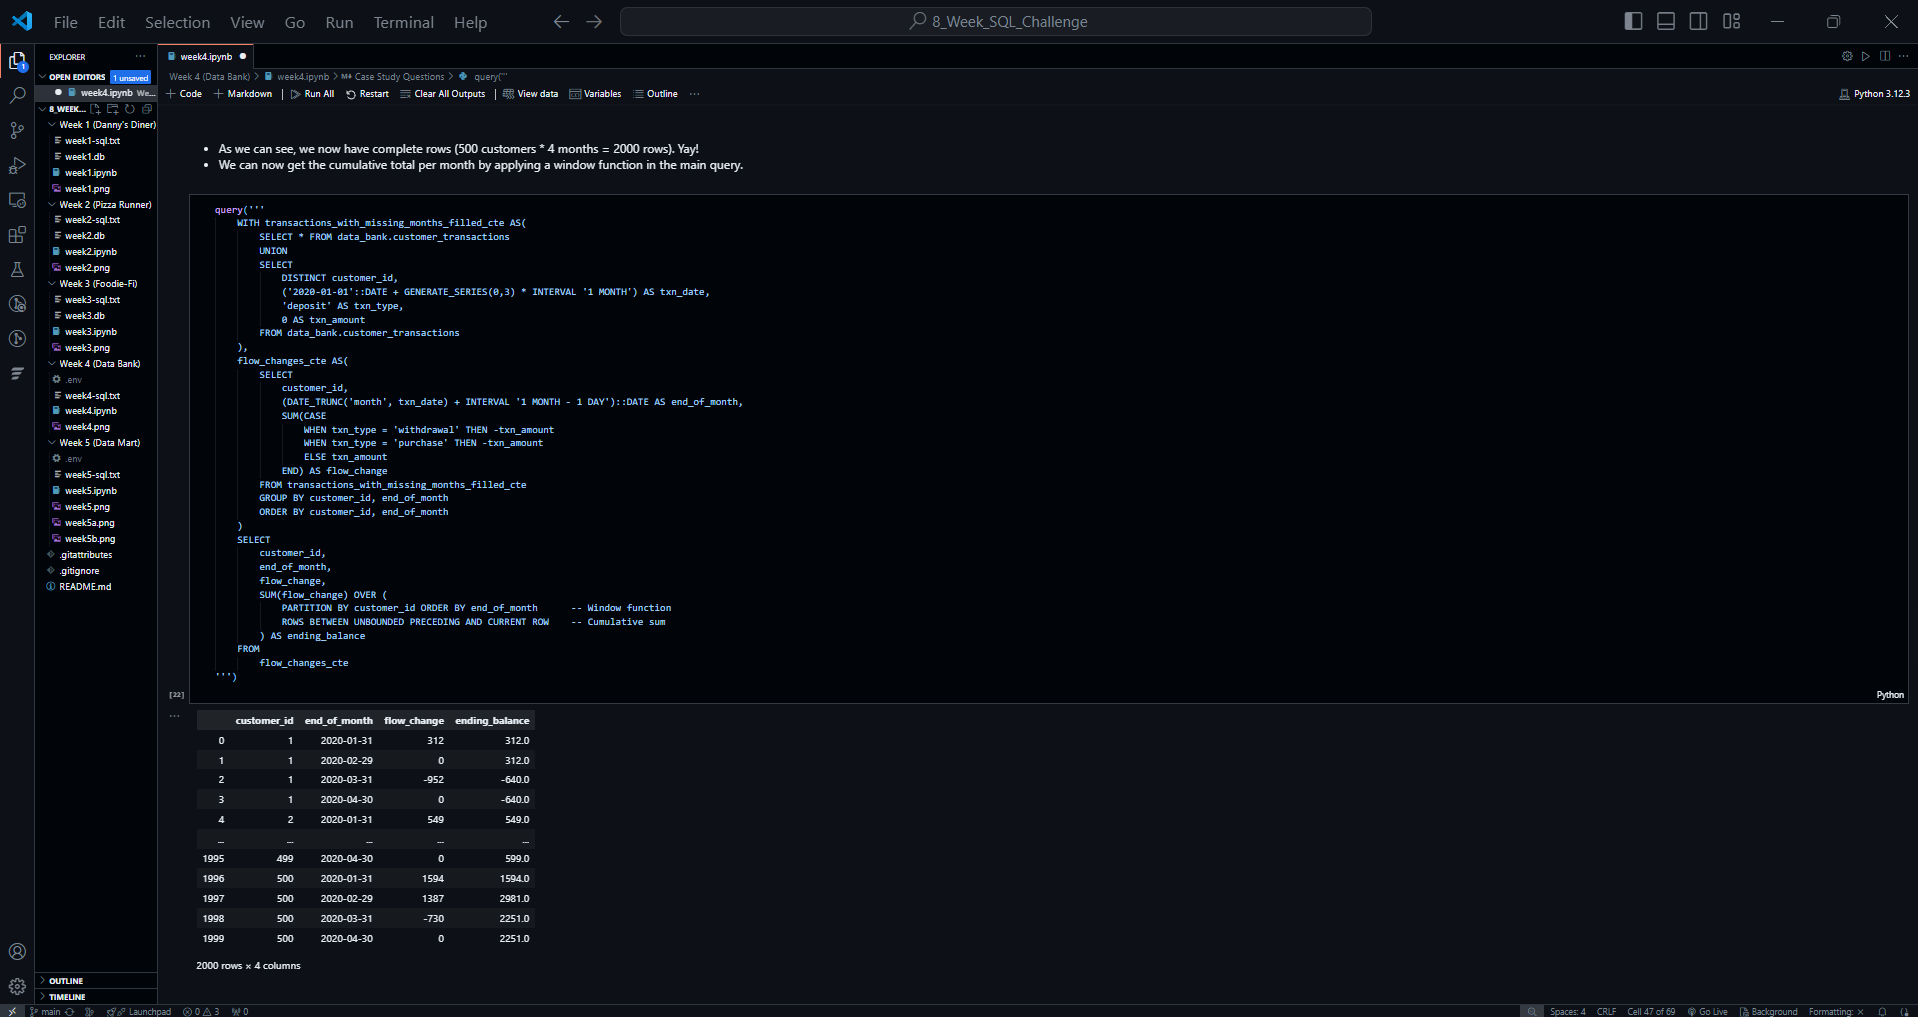 File Edit Selection View Go Run Terminal Help
8_Week_SQL_Challenge
EXPLORER
OPEN EDITORS 1 unsaved
week4.ipynb We...
8_WEEK...
Week 1 (Danny's Diner)
week1-sql.txt
week1.db
week1.ipynb
week1.png
Week 2 (Pizza Runner)
week2-sql.txt
week2.db
week2.ipynb
week2.png
Week 3 (Foodie-Fi)
week3-sql.txt
week3.db
week3.ipynb
week3.png
Week 4 (Data Bank)
.env
week4-sql.txt
week4.ipynb
week4.png
Week 5 (Data Mart)
.env
week5-sql.txt
week5.ipynb
week5.png
week5a.png
week5b.png
.gitattributes
.gitignore
README.md
OUTLINE
TIMELINE
week4.ipynb
Week 4 (Data Bank) > week4.ipynb > M↓ Case Study Questions > query('''
+ Code + Markdown | Run All Restart Clear All Outputs | View data Variables Outline ...
Python 3.12.3
• As we can see, we now have complete rows (500 customers * 4 months = 2000 rows). Yay!
• We can now get the cumulative total per month by applying a window function in the main query.
query('''
WITH transactions_with_missing_months_filled_cte AS(
SELECT * FROM data_bank.customer_transactions
UNION
SELECT
DISTINCT customer_id,
('2020-01-01'::DATE + GENERATE_SERIES(0,3) * INTERVAL '1 MONTH') AS txn_date,
'deposit' AS txn_type,
0 AS txn_amount
FROM data_bank.customer_transactions
),
flow_changes_cte AS(
SELECT
customer_id,
(DATE_TRUNC('month', txn_date) + INTERVAL '1 MONTH - 1 DAY')::DATE AS end_of_month,
SUM(CASE
WHEN txn_type = 'withdrawal' THEN -txn_amount
WHEN txn_type = 'purchase' THEN -txn_amount
ELSE txn_amount
END) AS flow_change
FROM transactions_with_missing_months_filled_cte
GROUP BY customer_id, end_of_month
ORDER BY customer_id, end_of_month
)
SELECT
customer_id,
end_of_month,
flow_change,
SUM(flow_change) OVER (
PARTITION BY customer_id ORDER BY end_of_month -- Window function
ROWS BETWEEN UNBOUNDED PRECEDING AND CURRENT ROW -- Cumulative sum
) AS ending_balance
FROM
flow_changes_cte
''')
[22]
Python
...
customer_id end_of_month flow_change ending_balance
0 1 2020-01-31 312 312.0
1 1 2020-02-29 0 312.0
2 1 2020-03-31 -952 -640.0
3 1 2020-04-30 0 -640.0
4 2 2020-01-31 549 549.0
... ... ... ... ...
1995 499 2020-04-30 0 599.0
1996 500 2020-01-31 1594 1594.0
1997 500 2020-02-29 1387 2981.0
1998 500 2020-03-31 -730 2251.0
1999 500 2020-04-30 0 2251.0
2000 rows × 4 columns
main Launchpad 0 3 0 Spaces: 4 CRLF Cell 47 of 69 Go Live Background Formatting: ×